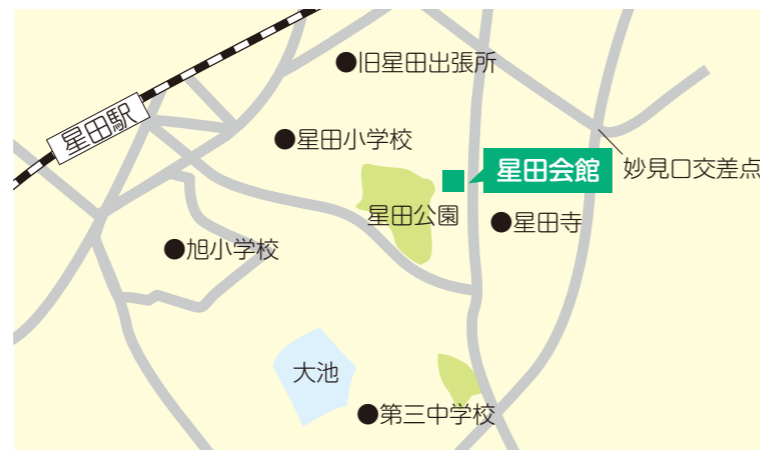 ●旧星田出張所
星田駅
●星田小学校
星田会館
妙見口交差点
星田公園
●星田寺
●旭小学校
大池
●第三中学校